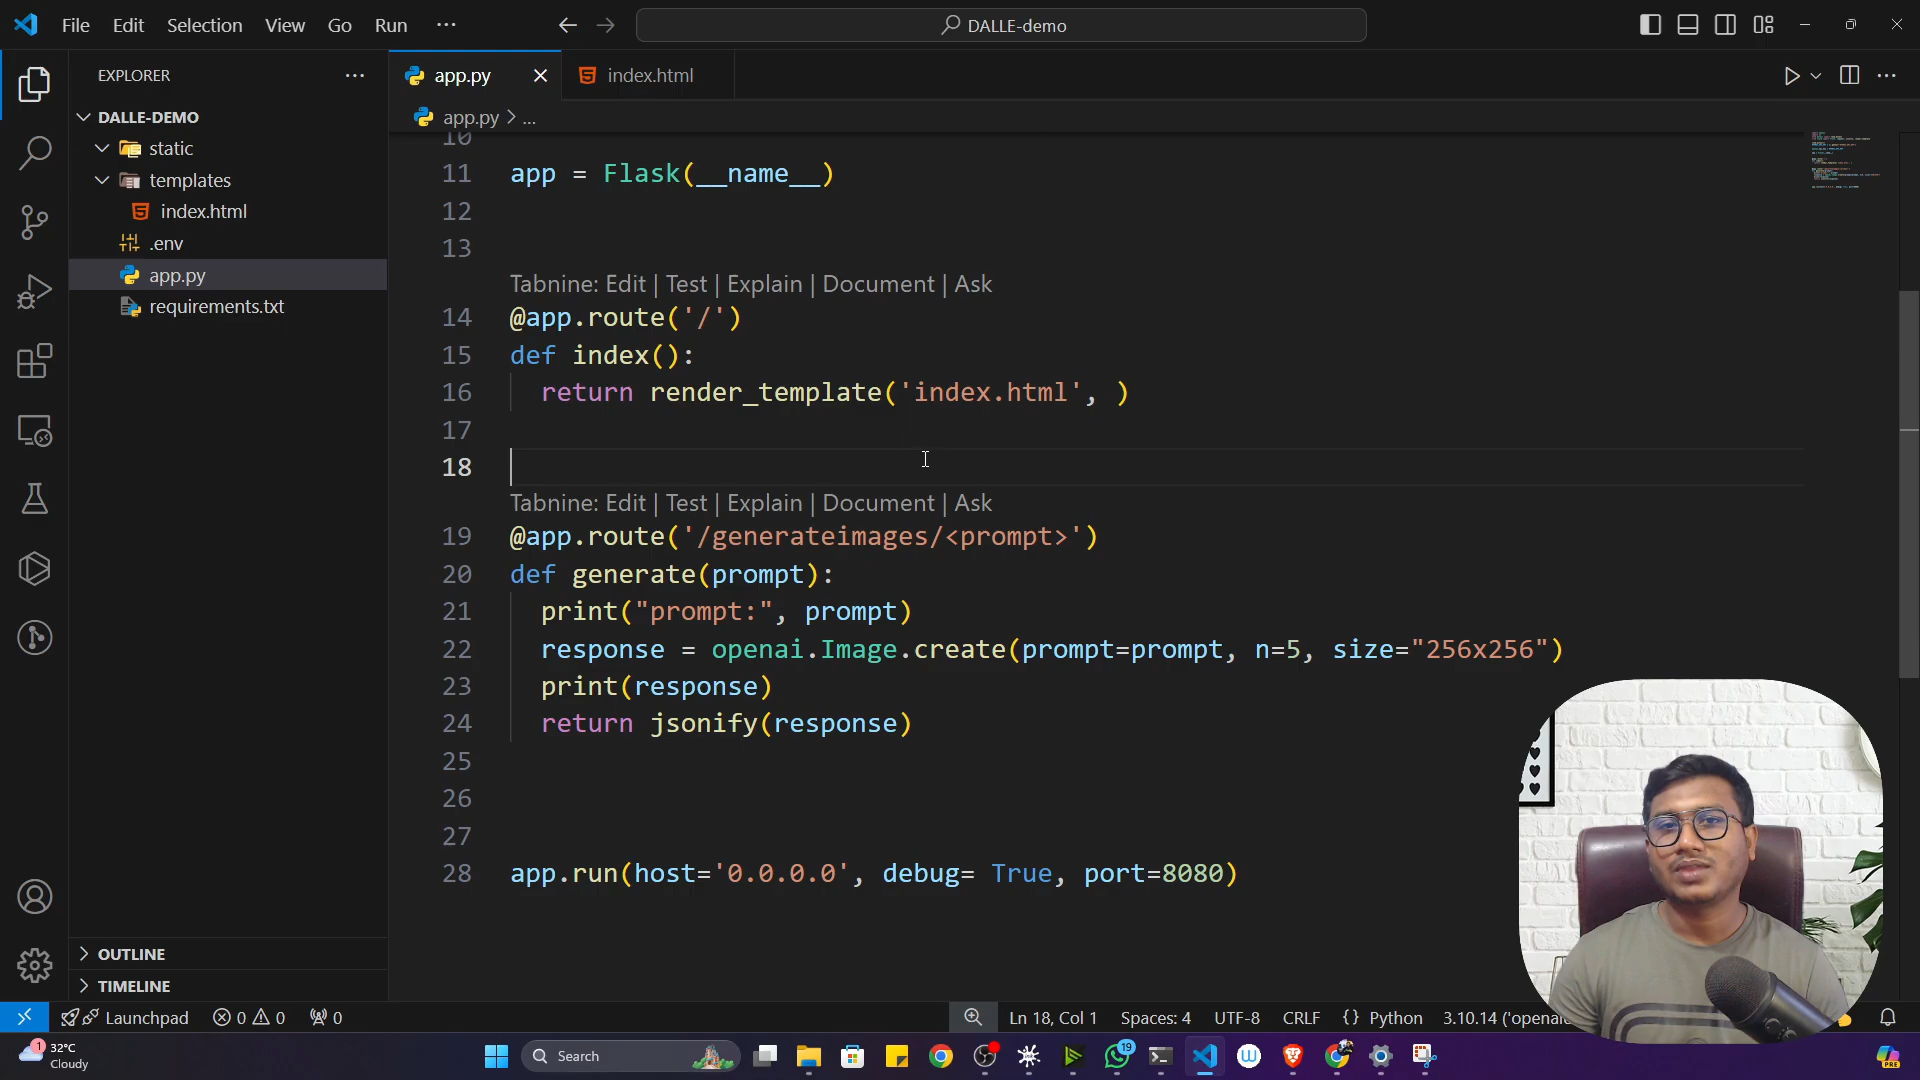 File Edit Selection View Go Run ···
DALLE-demo
EXPLORER
DALLE-DEMO
static
templates
index.html
.env
app.py
requirements.txt
OUTLINE
TIMELINE
app.py
index.html
app.py > ...
10
11 app = Flask(__name__)
12
13
Tabnine: Edit | Test | Explain | Document | Ask
14 @app.route('/')
15 def index():
16 return render_template('index.html', )
17
18
Tabnine: Edit | Test | Explain | Document | Ask
19 @app.route('/generateimages/<prompt>')
20 def generate(prompt):
21 print("prompt:", prompt)
22 response = openai.Image.create(prompt=prompt, n=5, size="256x256")
23 print(response)
24 return jsonify(response)
25
26
27
28 app.run(host='0.0.0.0', debug= True, port=8080)
Launchpad 0 0 0 Ln 18, Col 1 Spaces: 4 UTF-8 CRLF {} Python 3.10.14 ('openai
1 32°C
Cloudy
Search
19
PRE